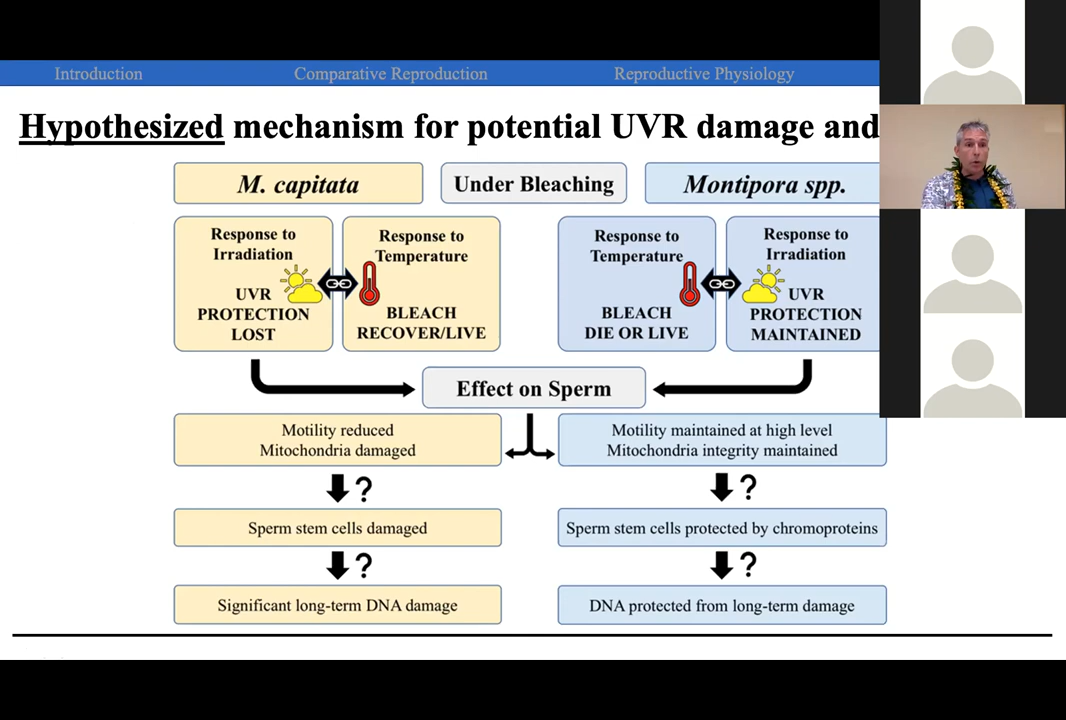 Introduction
Comparative Reproduction
Reproductive Physiology
Hypothesized mechanism for potential UVR damage and
M. capitata
Under Bleaching
Montipora spp.
Response to
Irradiation
UVR
PROTECTION
LOST
Response to
Temperature
BLEACH
RECOVER/LIVE
Response to
Temperature
BLEACH
DIE OR LIVE
Response to
Irradiation
UVR
PROTECTION
MAINTAINED
Effect on Sperm
Motility reduced
Mitochondria damaged
Motility maintained at high level
Mitochondria integrity maintained
?
?
Sperm stem cells damaged
Sperm stem cells protected by chromoproteins
?
?
Significant long-term DNA damage
DNA protected from long-term damage